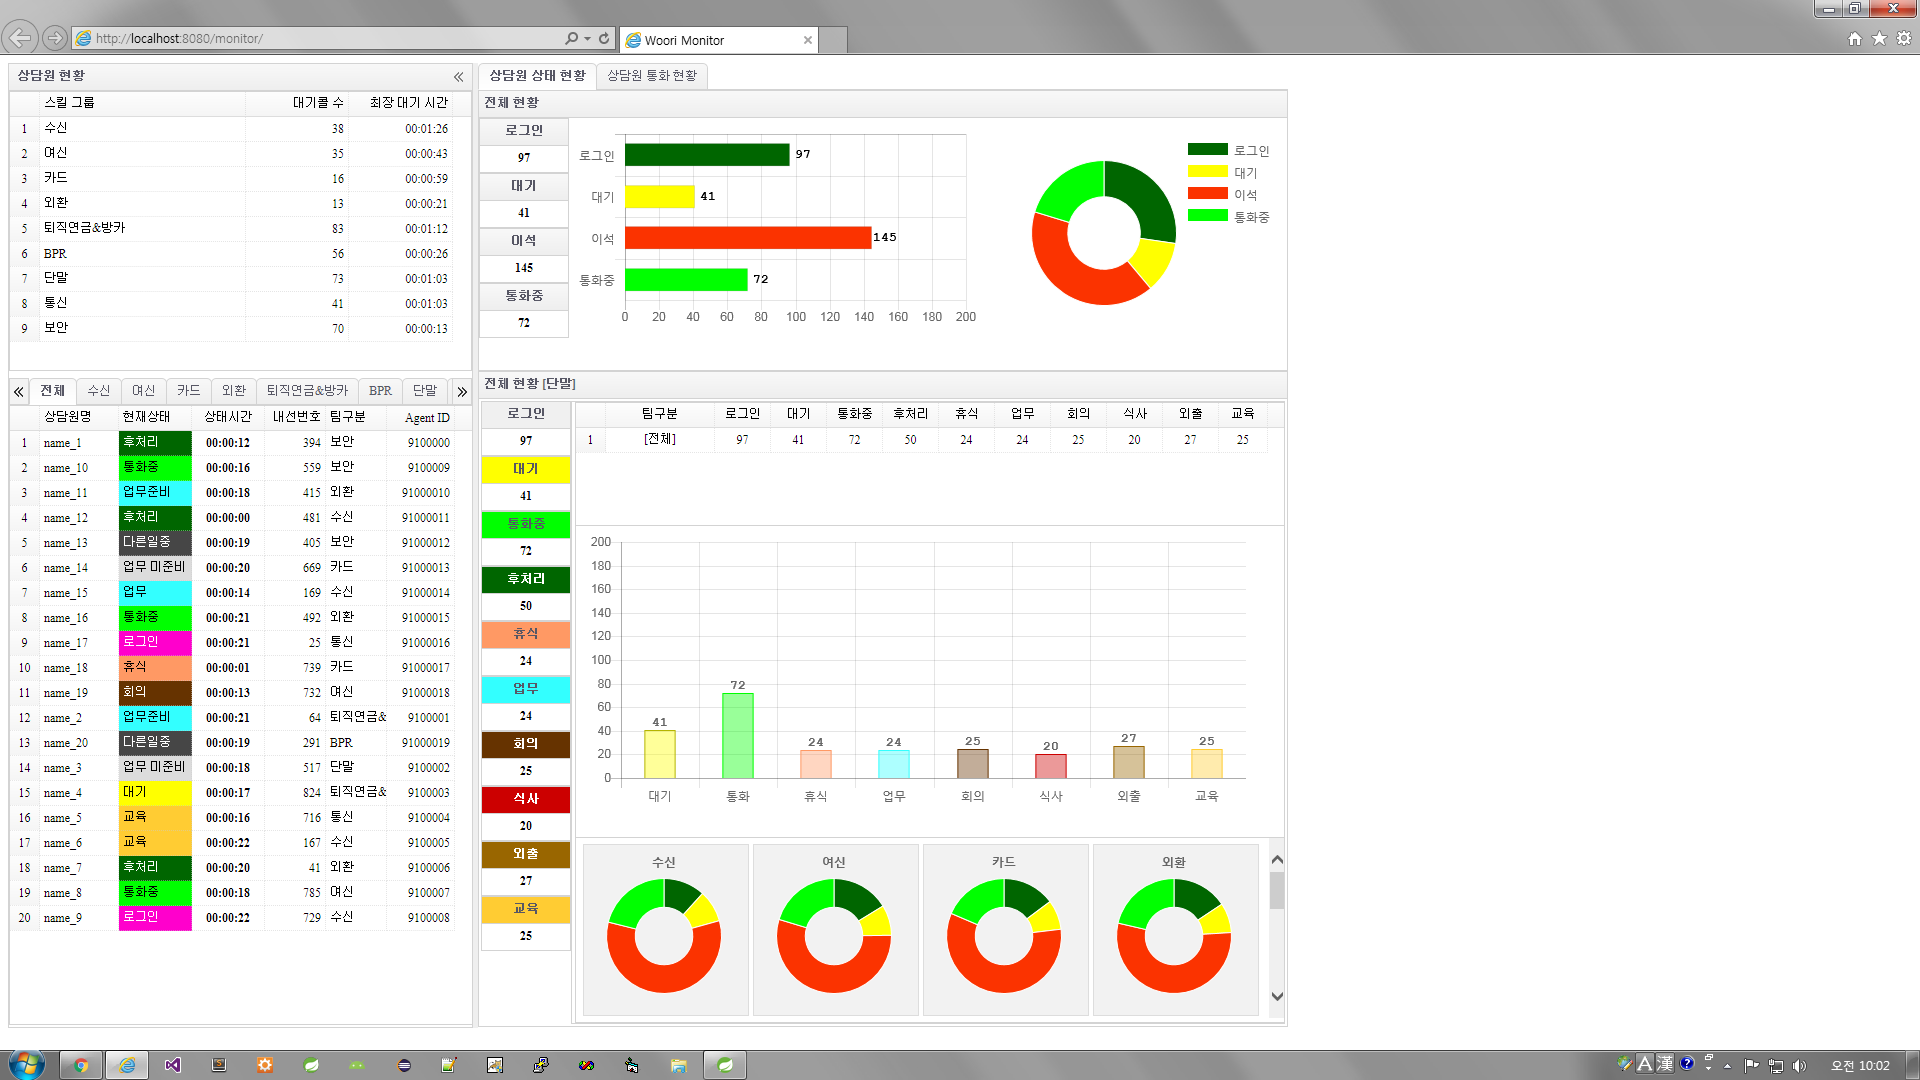 http://localhost:8080/monitor/
Woori Monitor
상담원 현황
스킬 그룹 대기콜 수 최장 대기 시간
1 수신 38 00:01:26
2 여신 35 00:00:43
3 카드 16 00:00:59
4 외환 13 00:00:21
5 퇴직연금&방카 83 00:01:12
6 BPR 56 00:00:26
7 단말 73 00:01:03
8 통신 41 00:01:03
9 보안 70 00:00:13
전체 수신 여신 카드 외환 퇴직연금&방카 BPR 단말
상담원명 현재상태 상태시간 내선번호 팀구분 Agent ID
1 name_1 후처리 00:00:12 394 보안 9100000
2 name_10 통화중 00:00:16 559 보안 9100009
3 name_11 업무준비 00:00:18 415 외환 91000010
4 name_12 후처리 00:00:00 481 수신 91000011
5 name_13 다른일중 00:00:19 405 보안 91000012
6 name_14 업무 미준비 00:00:20 669 카드 91000013
7 name_15 업무 00:00:14 169 수신 91000014
8 name_16 통화중 00:00:21 492 외환 91000015
9 name_17 로그인 00:00:21 25 통신 91000016
10 name_18 휴식 00:00:01 739 카드 91000017
11 name_19 회의 00:00:13 732 여신 91000018
12 name_2 업무준비 00:00:21 64 퇴직연금& 9100001
13 name_20 다른일중 00:00:19 291 BPR 91000019
14 name_3 업무 미준비 00:00:18 517 단말 9100002
15 name_4 대기 00:00:17 824 퇴직연금& 9100003
16 name_5 교육 00:00:16 716 통신 9100004
17 name_6 교육 00:00:22 167 수신 9100005
18 name_7 후처리 00:00:20 41 외환 9100006
19 name_8 통화중 00:00:18 785 여신 9100007
20 name_9 로그인 00:00:22 729 수신 9100008
상담원 상태 현황 상담원 통화 현황
전체 현황
로그인
97
대기
41
이석
145
통화중
72
로그인 97
대기 41
이석 145
통화중 72
0 20 40 60 80 100 120 140 160 180 200
로그인
대기
이석
통화중
전체 현황 [단말]
로그인
97
대기
41
통화중
72
후처리
50
휴식
24
업무
24
회의
25
식사
20
외출
27
교육
25
팀구분 로그인 대기 통화중 후처리 휴식 업무 회의 식사 외출 교육
1 [전체] 97 41 72 50 24 24 25 20 27 25
200
180
160
140
120
100
80
60
40
20
0
41 72 24 24 25 20 27 25
대기 통화 휴식 업무 회의 식사 외출 교육
수신 여신 카드 외환
A 漢
오전 10:02